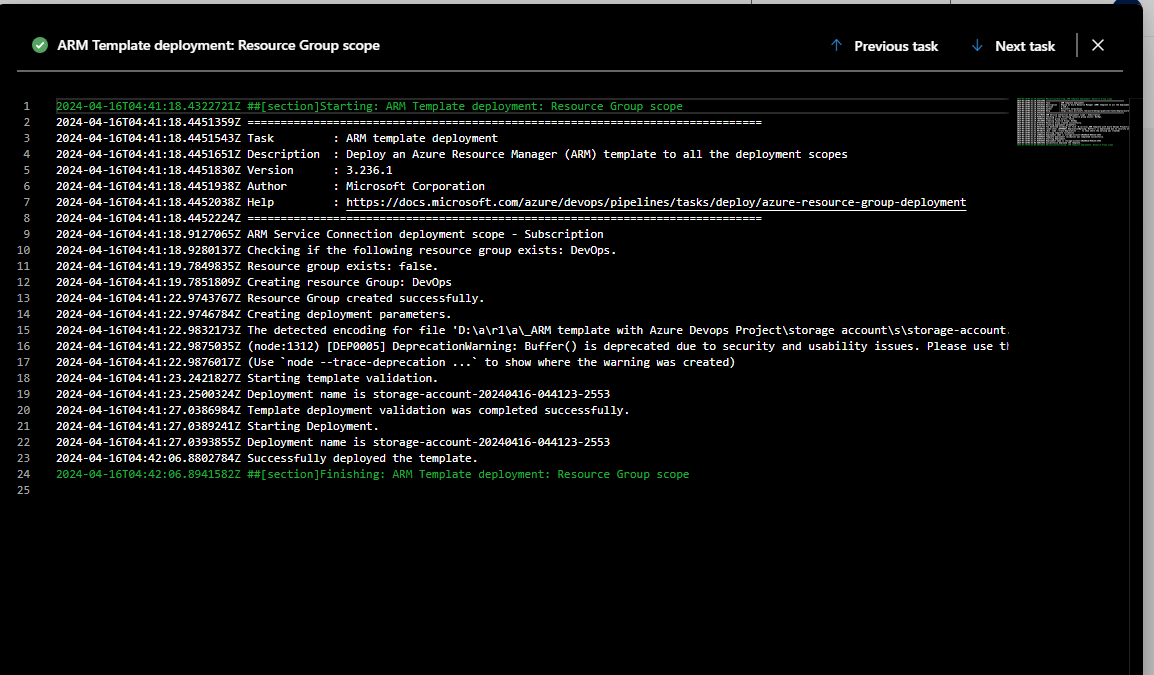 ARM Template deployment: Resource Group scope
Previous task
Next task
1 2024-04-16T04:41:18.4322721Z ##[section]Starting: ARM Template deployment: Resource Group scope
2 2024-04-16T04:41:18.4451359Z ==============================================================================
3 2024-04-16T04:41:18.4451543Z Task         : ARM template deployment
4 2024-04-16T04:41:18.4451651Z Description  : Deploy an Azure Resource Manager (ARM) template to all the deployment scopes
5 2024-04-16T04:41:18.4451830Z Version      : 3.236.1
6 2024-04-16T04:41:18.4451938Z Author       : Microsoft Corporation
7 2024-04-16T04:41:18.4452038Z Help         : https://docs.microsoft.com/azure/devops/pipelines/tasks/deploy/azure-resource-group-deployment
8 2024-04-16T04:41:18.4452224Z ==============================================================================
9 2024-04-16T04:41:18.9127065Z ARM Service Connection deployment scope - Subscription
10 2024-04-16T04:41:18.9280137Z Checking if the following resource group exists: DevOps.
11 2024-04-16T04:41:19.7849835Z Resource group exists: false.
12 2024-04-16T04:41:19.7851809Z Creating resource Group: DevOps
13 2024-04-16T04:41:22.9743767Z Resource Group created successfully.
14 2024-04-16T04:41:22.9746784Z Creating deployment parameters.
15 2024-04-16T04:41:22.9832173Z The detected encoding for file 'D:\a\r1\a\_ARM template with Azure Devops Project\storage account\s\storage-account.
16 2024-04-16T04:41:22.9875035Z (node:1312) [DEP0005] DeprecationWarning: Buffer() is deprecated due to security and usability issues. Please use
17 2024-04-16T04:41:22.9876017Z (Use `node --trace-deprecation ...` to show where the warning was created)
18 2024-04-16T04:41:23.2421827Z Starting template validation.
19 2024-04-16T04:41:23.2500324Z Deployment name is storage-account-20240416-044123-2553
20 2024-04-16T04:41:27.0386984Z Template deployment validation was completed successfully.
21 2024-04-16T04:41:27.0389241Z Starting Deployment.
22 2024-04-16T04:41:27.0393855Z Deployment name is storage-account-20240416-044123-2553
23 2024-04-16T04:42:06.8802784Z Successfully deployed the template.
24 2024-04-16T04:42:06.8941582Z ##[section]Finishing: ARM Template deployment: Resource Group scope
25